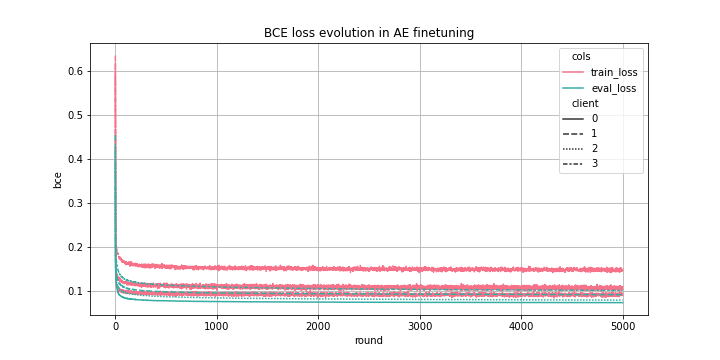 BCE loss evolution in AE finetuning
cols
train_loss
eval_loss
client
0
1
2
3
0.6
0.5
0.4
0.3
0.2
0.1
bce
0 1000 2000 3000 4000 5000
round